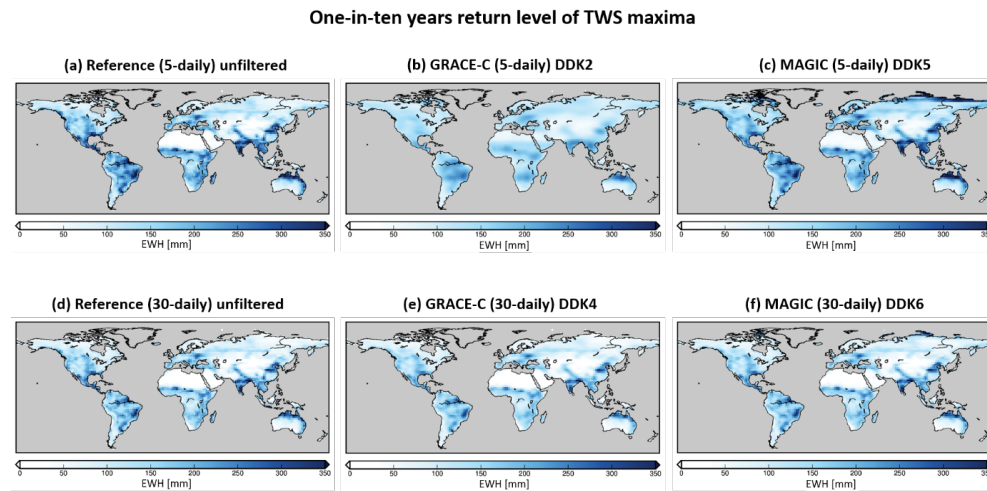 One-in-ten years return level of TWS maxima
(a) Reference (5-daily) unfiltered
(b) GRACE-C (5-daily) DDK2
(c) MAGIC (5-daily) DDK5
0 50 100 150 200 250 300 350
EWH [mm]
0 50 100 150 200 250 300 350
EWH [mm]
0 50 100 150 200 250 300 350
EWH [mm]
(d) Reference (30-daily) unfiltered
(e) GRACE-C (30-daily) DDK4
(f) MAGIC (30-daily) DDK6
0 50 100 150 200 250 300 350
EWH [mm]
0 50 100 150 200 250 300 350
EWH [mm]
0 50 100 150 200 250 300 350
EWH [mm]